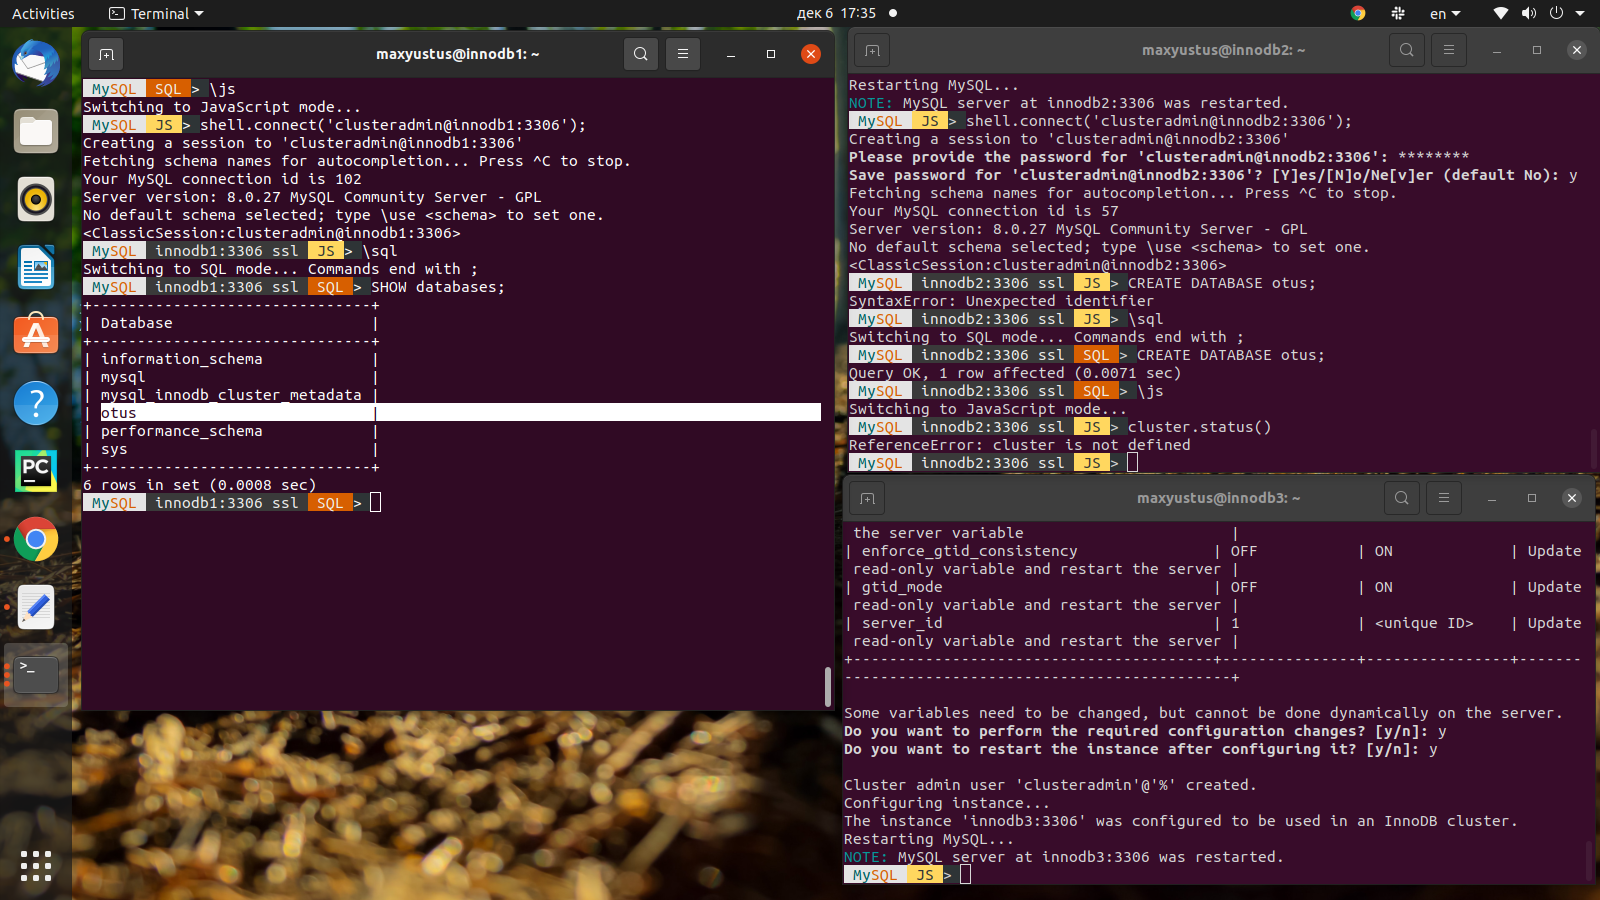 Activities
Terminal
дек 6 17:35
en
maxyustus@innodb1: ~
MySQL SQL > \js
Switching to JavaScript mode...
MySQL JS > shell.connect('clusteradmin@innodb1:3306');
Creating a session to 'clusteradmin@innodb1:3306'
Fetching schema names for autocompletion... Press ^C to stop.
Your MySQL connection id is 102
Server version: 8.0.27 MySQL Community Server - GPL
No default schema selected; type \use <schema> to set one.
<ClassicSession:clusteradmin@innodb1:3306>
MySQL innodb1:3306 ssl JS > \sql
Switching to SQL mode... Commands end with ;
MySQL innodb1:3306 ssl SQL > SHOW databases;
+-------------------------------+
| Database |
+-------------------------------+
| information_schema |
| mysql |
| mysql_innodb_cluster_metadata |
| otus |
| performance_schema |
| sys |
+-------------------------------+
6 rows in set (0.0008 sec)
MySQL innodb1:3306 ssl SQL >
maxyustus@innodb2: ~
Restarting MySQL...
NOTE: MySQL server at innodb2:3306 was restarted.
MySQL JS > shell.connect('clusteradmin@innodb2:3306');
Creating a session to 'clusteradmin@innodb2:3306'
Please provide the password for 'clusteradmin@innodb2:3306': ********
Save password for 'clusteradmin@innodb2:3306'? [Y]es/[N]o/Ne[v]er (default No): y
Fetching schema names for autocompletion... Press ^C to stop.
Your MySQL connection id is 57
Server version: 8.0.27 MySQL Community Server - GPL
No default schema selected; type \use <schema> to set one.
<ClassicSession:clusteradmin@innodb2:3306>
MySQL innodb2:3306 ssl JS > CREATE DATABASE otus;
SyntaxError: Unexpected identifier
MySQL innodb2:3306 ssl JS > \sql
Switching to SQL mode... Commands end with ;
MySQL innodb2:3306 ssl SQL > CREATE DATABASE otus;
Query OK, 1 row affected (0.0071 sec)
MySQL innodb2:3306 ssl SQL > \js
Switching to JavaScript mode...
MySQL innodb2:3306 ssl JS > cluster.status()
ReferenceError: cluster is not defined
MySQL innodb2:3306 ssl JS >
maxyustus@innodb3: ~
the server variable |
| enforce_gtid_consistency | OFF | ON | Update
read-only variable and restart the server |
| gtid_mode | OFF | ON | Update
read-only variable and restart the server |
| server_id | 1 | <unique ID> | Update
read-only variable and restart the server |
+----------------------------------------+---------------+----------------+-------
-------------------------------------------+
Some variables need to be changed, but cannot be done dynamically on the server.
Do you want to perform the required configuration changes? [y/n]: y
Do you want to restart the instance after configuring it? [y/n]: y
Cluster admin user 'clusteradmin'@'%' created.
Configuring instance...
The instance 'innodb3:3306' was configured to be used in an InnoDB cluster.
Restarting MySQL...
NOTE: MySQL server at innodb3:3306 was restarted.
MySQL JS >
PC